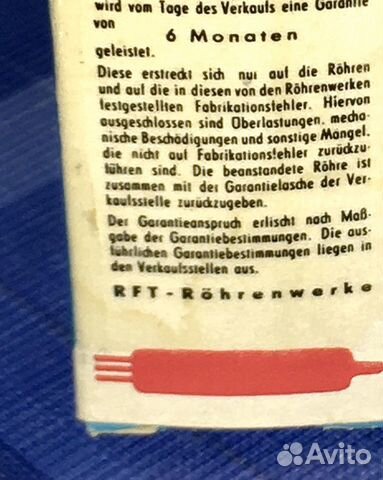 wird vom Tage des Verkaufs eine Garantie
von
6 Monaten
geleistet.
Diese erstreckt sich nur auf die Röhren
und auf die in diesen von den Röhrenwerken
festgestellten Fabrikationsfehler. Hiervon
ausgeschlossen sind Überlastungen, mecha-
nische Beschädigungen und sonstige Mängel,
die nicht auf Fabrikationsfehler zurückzu-
führen sind. Die beanstandete Röhre ist
zusammen mit der Garantielasche der Ver-
kaufsstelle zurückzugeben.
Der Garantieanspruch erlischt nach Maß-
gabe der Garantiebestimmungen. Die aus-
führlichen Garantiebestimmungen liegen in
den Verkaufsstellen aus.
RFT-Röhrenwerke
Avito